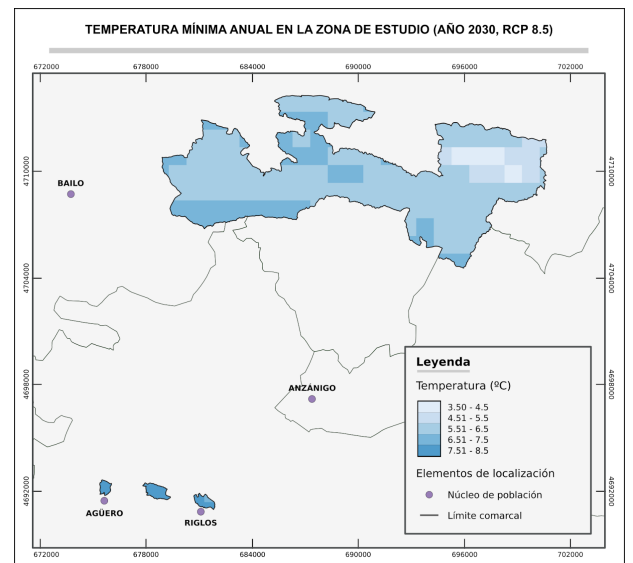 TEMPERATURA MÍNIMA ANUAL EN LA ZONA DE ESTUDIO (AÑO 2030, RCP 8.5)
672000 678000 684000 690000 696000 702000
4710000 4710000
BAILO
4704000 4704000
4698000 4698000
ANZÁNIGO
Leyenda
Temperatura (ºC)
3.50 - 4.5
4.51 - 5.5
5.51 - 6.5
6.51 - 7.5
7.51 - 8.5
Elementos de localización
Núcleo de población
Límite comarcal
4692000 4692000
AGÜERO
RIGLOS
672000 678000 684000 690000 696000 702000